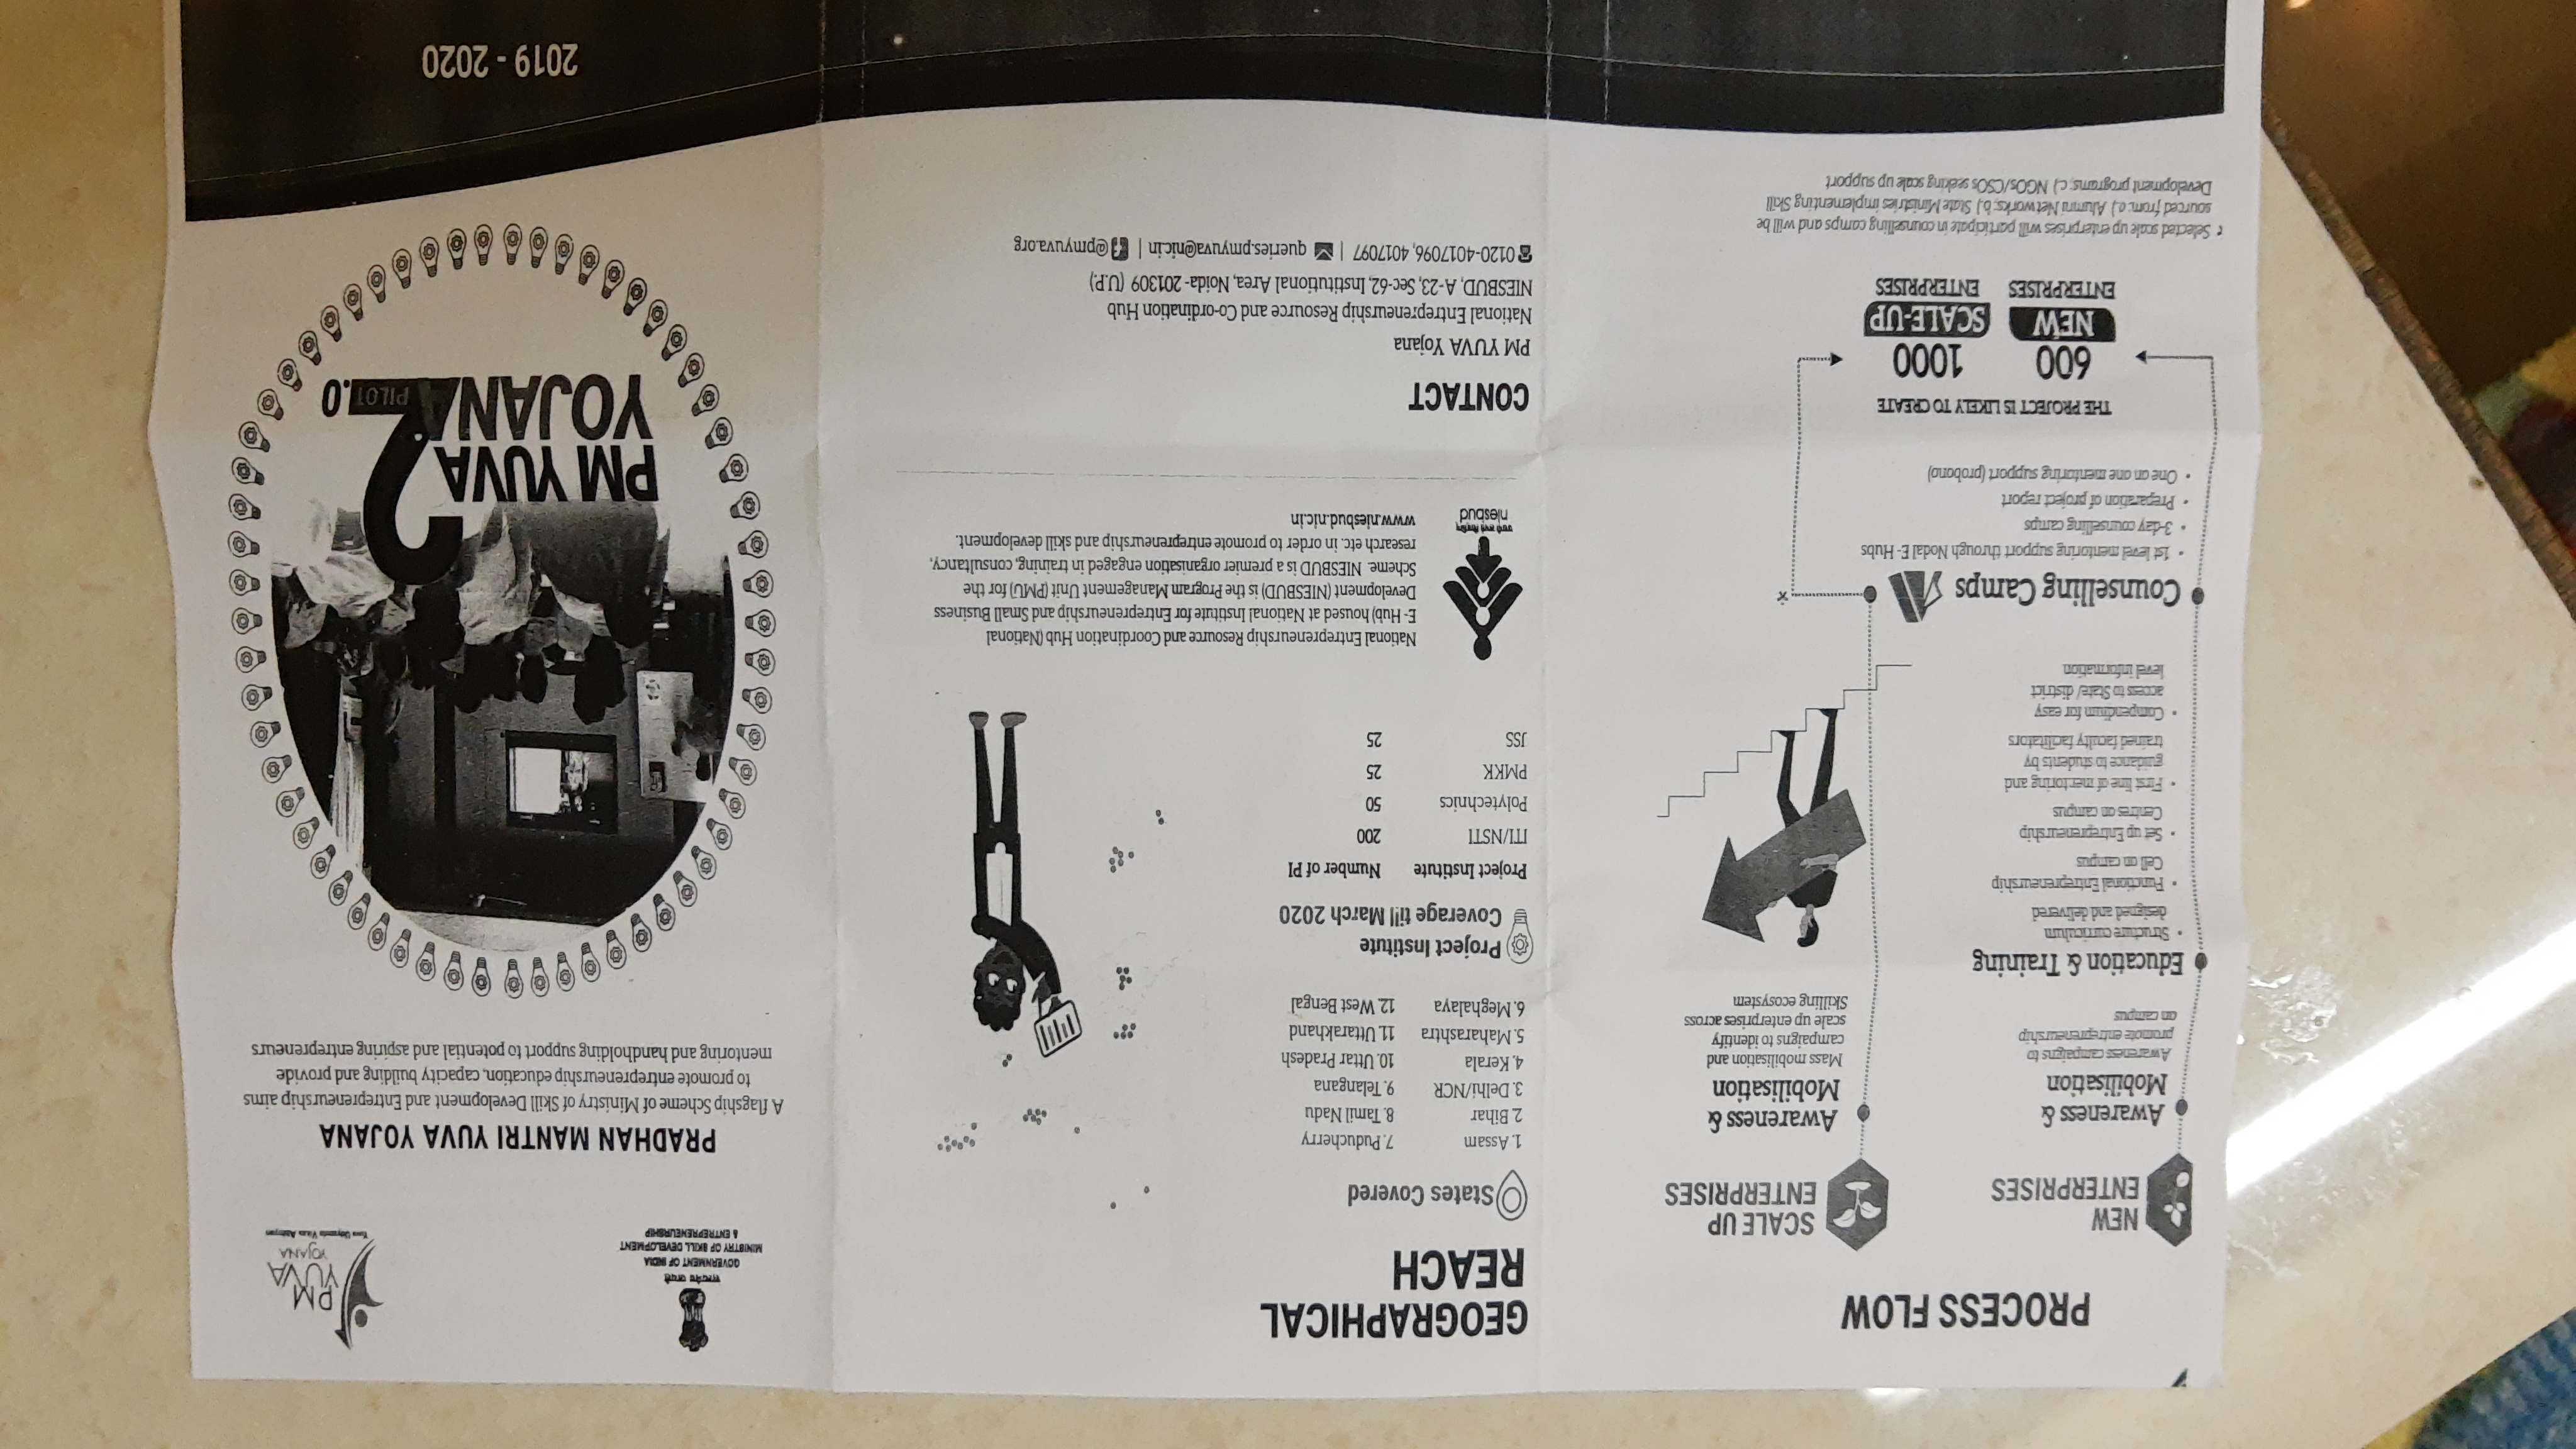 PROCESS FLOW
NEW
ENTERPRISES
Awareness &
Mobilisation
Awareness campaigns to
promote entrepreneurship
on campus
Education & Training
• Structure curriculum
designed and delivered
• Functional Entrepreneurship
Cell on campus
• Set up Entrepreneurship
Centres on campus
• First line of mentoring and
guidance to students by
trained faculty facilitators
• Compendium for easy
access to State/ district
level information
SCALE UP
ENTERPRISES
Awareness &
Mobilisation
Mass mobilisation and
campaigns to identify
scale up enterprises across
Skilling ecosystem
Counselling Camps
*
• 1st level mentoring support through Nodal E- Hubs
• 3-day counselling camps
• Preparation of project report
• One on one mentoring support (probono)
THE PROJECT IS LIKELY TO CREATE
600
NEW
ENTERPRISES
1000
SCALE-UP
ENTERPRISES
Selected scale up enterprises will participate in counselling camps and will be
sourced from: a.) Alumni Networks; b.) State Ministries implementing Skill
Development programs; c.) NGOs/CSOs seeking scale up support
GEOGRAPHICAL
REACH
States Covered
1. Assam
2. Bihar
3. Delhi/NCR
4. Kerala
5. Maharashtra
6. Meghalaya
7. Puducherry
8. Tamil Nadu
9. Telangana
10. Uttar Pradesh
11. Uttarakhand
12. West Bengal
Project Institute
Coverage till March 2020
Project Institute Number of PI
ITI/NSTI 200
Polytechnics 50
PMKK 25
JSS 25
niesbud
National Entrepreneurship Resource and Coordination Hub (National
E- Hub) housed at National Institute for Entrepreneurship and Small Business
Development (NIESBUD) is the Program Management Unit (PMU) for the
Scheme. NIESBUD is a premier organisation engaged in training, consultancy,
research etc. in order to promote entrepreneurship and skill development.
www.niesbud.nic.in
CONTACT
PM YUVA Yojana
National Entrepreneurship Resource and Co-ordination Hub
NIESBUD, A-23, Sec-62, Institutional Area, Noida- 201309 (U.P.)
0120-4017096, 4017097 | queries.pmyuva@nic.in | @pmyuva.org
सत्यमेव जयते
GOVERNMENT OF INDIA
MINISTRY OF SKILL DEVELOPMENT
& ENTREPRENEURSHIP
PM
YUVA
YOJANA
PRADHAN MANTRI YUVA YOJANA
A flagship Scheme of Ministry of Skill Development and Entrepreneurship aims
to promote entrepreneurship education, capacity building and provide
mentoring and handholding support to potential and aspiring entrepreneurs
PM YUVA
YOJANA 2.0
PILOT
2019 - 2020